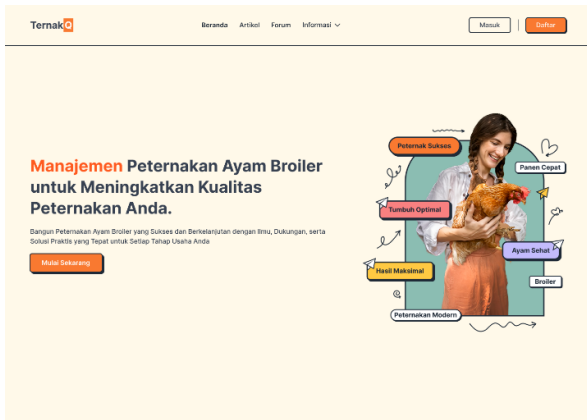 TernakQ
Beranda Artikel Forum Informasi
Masuk
Daftar
Manajemen Peternakan Ayam Broiler
untuk Meningkatkan Kualitas
Peternakan Anda.
Bangun Peternakan Ayam Broiler yang Sukses dan Berkelanjutan dengan Ilmu, Dukungan, serta
Solusi Praktis yang Tepat untuk Setiap Tahap Usaha Anda
Mulai Sekarang
Peternak Sukses
Panen Cepat
Tumbuh Optimal
Ayam Sehat
Hasil Maksimal
Broiler
Peternakan Modern